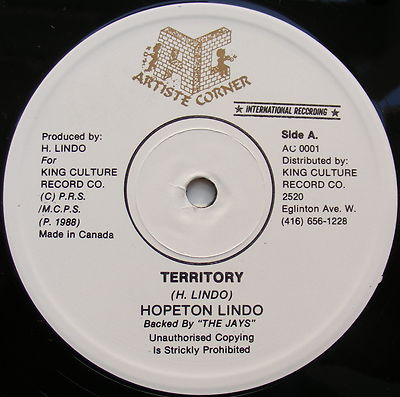 AC
ARTISTE CORNER
★ INTERNATIONAL RECORDING ★
Produced by:
H. LINDO
For
KING CULTURE
RECORD CO.
(C) P.R.S.
/M.C.P.S.
(P. 1988)
Made in Canada
Side A.
AC 0001
Distributed by:
KING CULTURE
RECORD CO.
2520
Eglinton Ave. W.
(416) 656-1228
TERRITORY
(H. LINDO)
HOPETON LINDO
Backed By "THE JAYS"
Unauthorised Copying
Is Strictly Prohibited